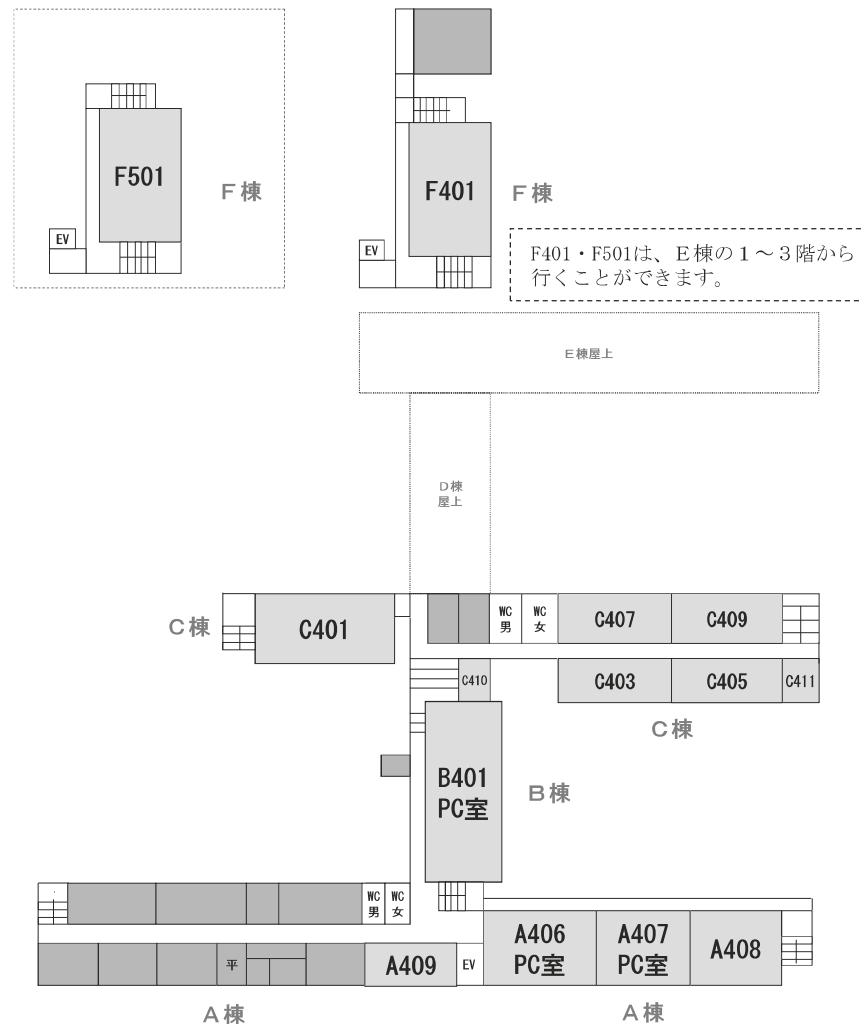 F501
F棟
EV
F401
F棟
EV
F401・F501は、E棟の1～3階から
行くことができます。
E棟屋上
D棟
屋上
C棟
C401
WC
男
WC
女
C407
C409
C410
C403
C405
C411
C棟
B401
PC室
B棟
WC
男
WC
女
平
A409
EV
A406
PC室
A407
PC室
A408
A棟
A棟